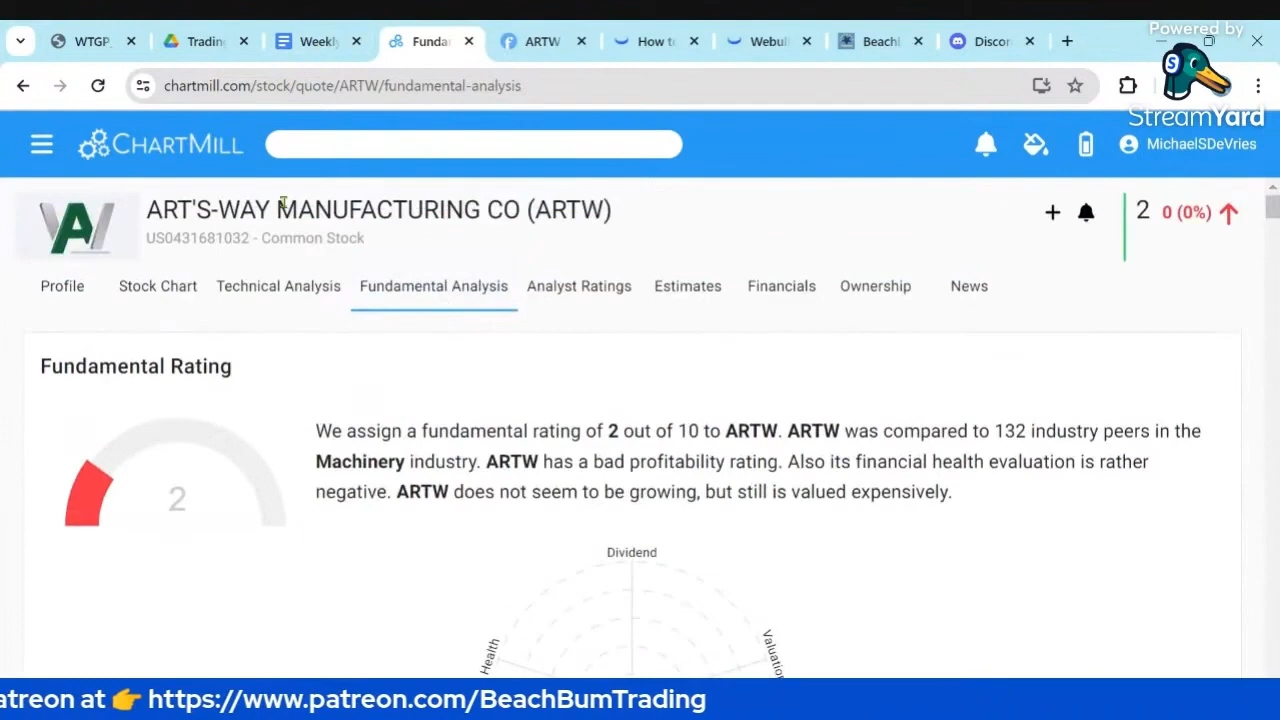 Powered by
WTGP
Trading
Weekly
Funda
ARTW
How to
Webull
Beachl
Discor
chartmill.com/stock/quote/ARTW/fundamental-analysis
StreamYard
CHARTMILL
MichaelSDeVries
ART'S-WAY MANUFACTURING CO (ARTW)
2 0 (0%)
US0431681032 - Common Stock
Profile Stock Chart Technical Analysis Fundamental Analysis Analyst Ratings Estimates Financials Ownership News
Fundamental Rating
We assign a fundamental rating of 2 out of 10 to ARTW. ARTW was compared to 132 industry peers in the
Machinery industry. ARTW has a bad profitability rating. Also its financial health evaluation is rather
negative. ARTW does not seem to be growing, but still is valued expensively.
2
Dividend
Health
Valuation
atreon at 👉 https://www.patreon.com/BeachBumTrading